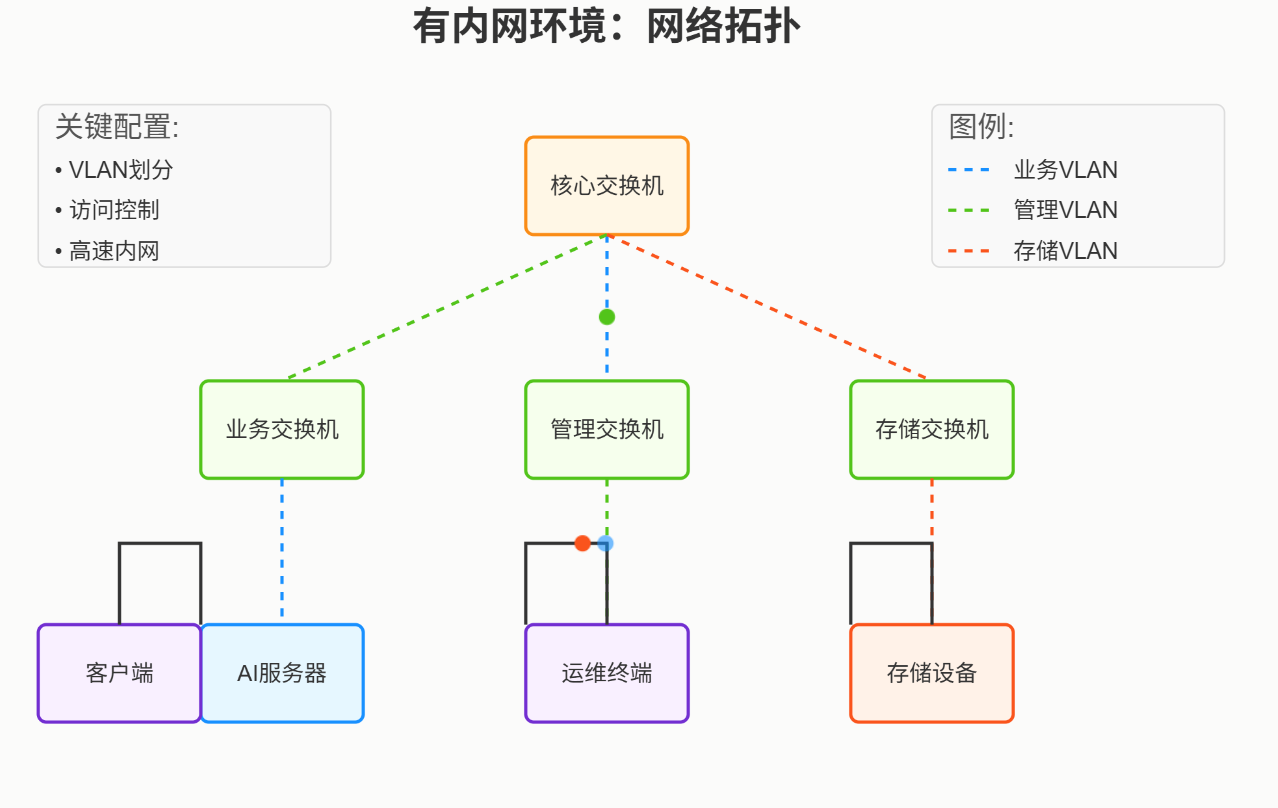 有内网环境：网络拓扑
关键配置:
• VLAN划分
• 访问控制
• 高速内网
图例:
业务VLAN
管理VLAN
存储VLAN
核心交换机
业务交换机
管理交换机
存储交换机
客户端
AI服务器
运维终端
存储设备